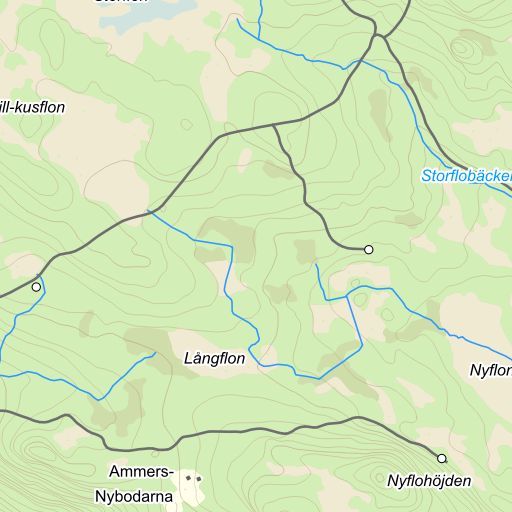 ill-kusflon
Storflobäcken
Långflon
Nyflon
Ammers-
Nybodarna
Nyflohöjden